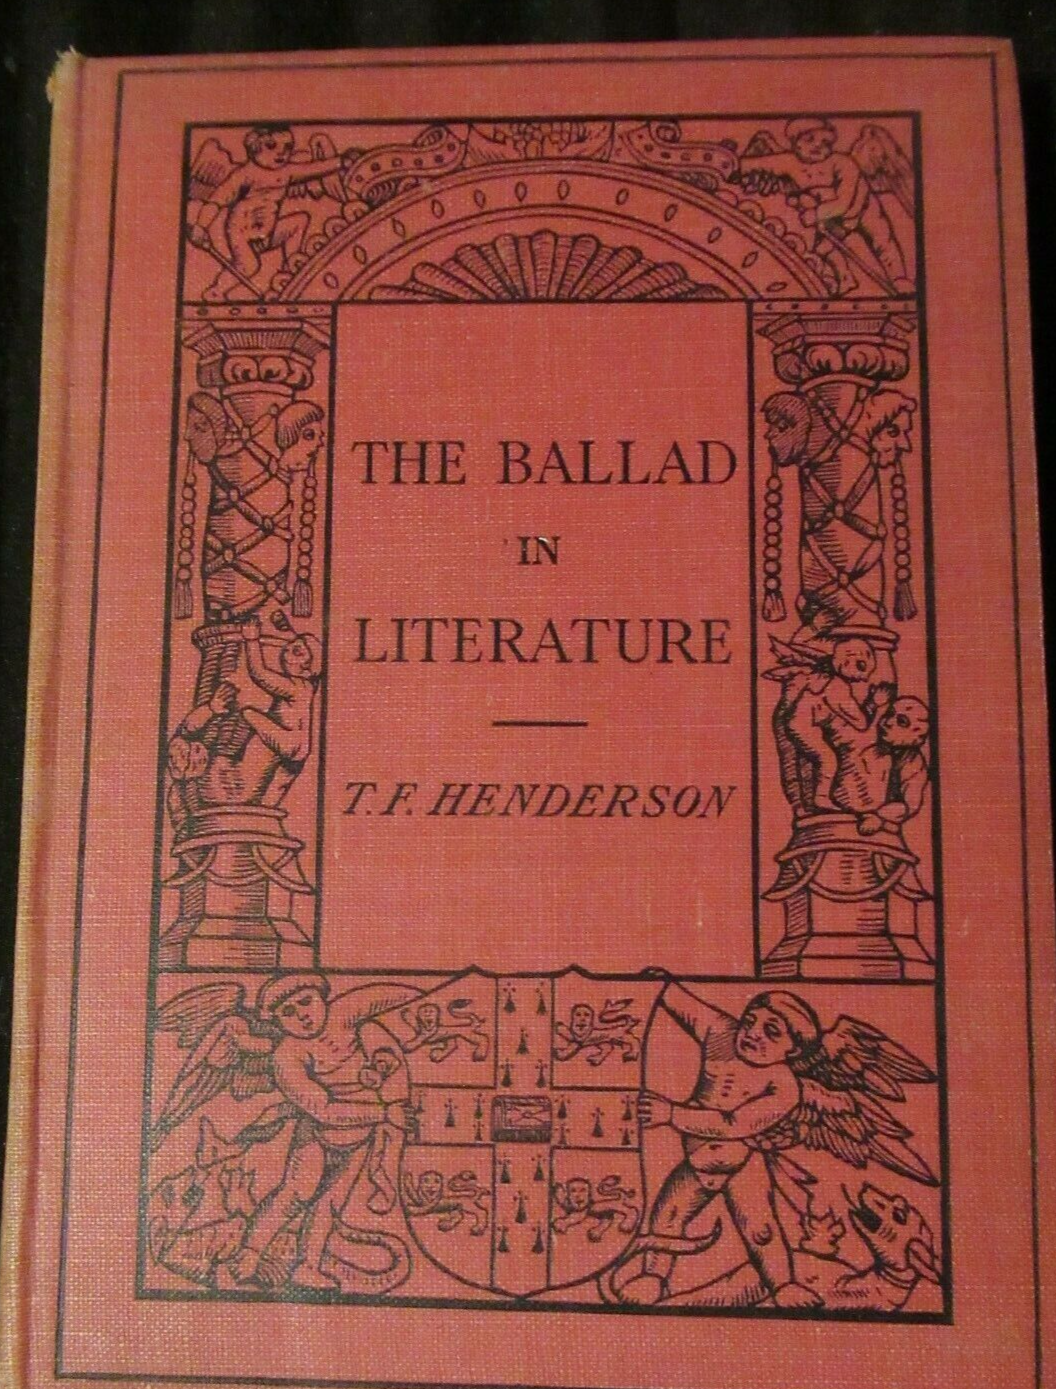 THE BALLAD
IN
LITERATURE
T. F. HENDERSON